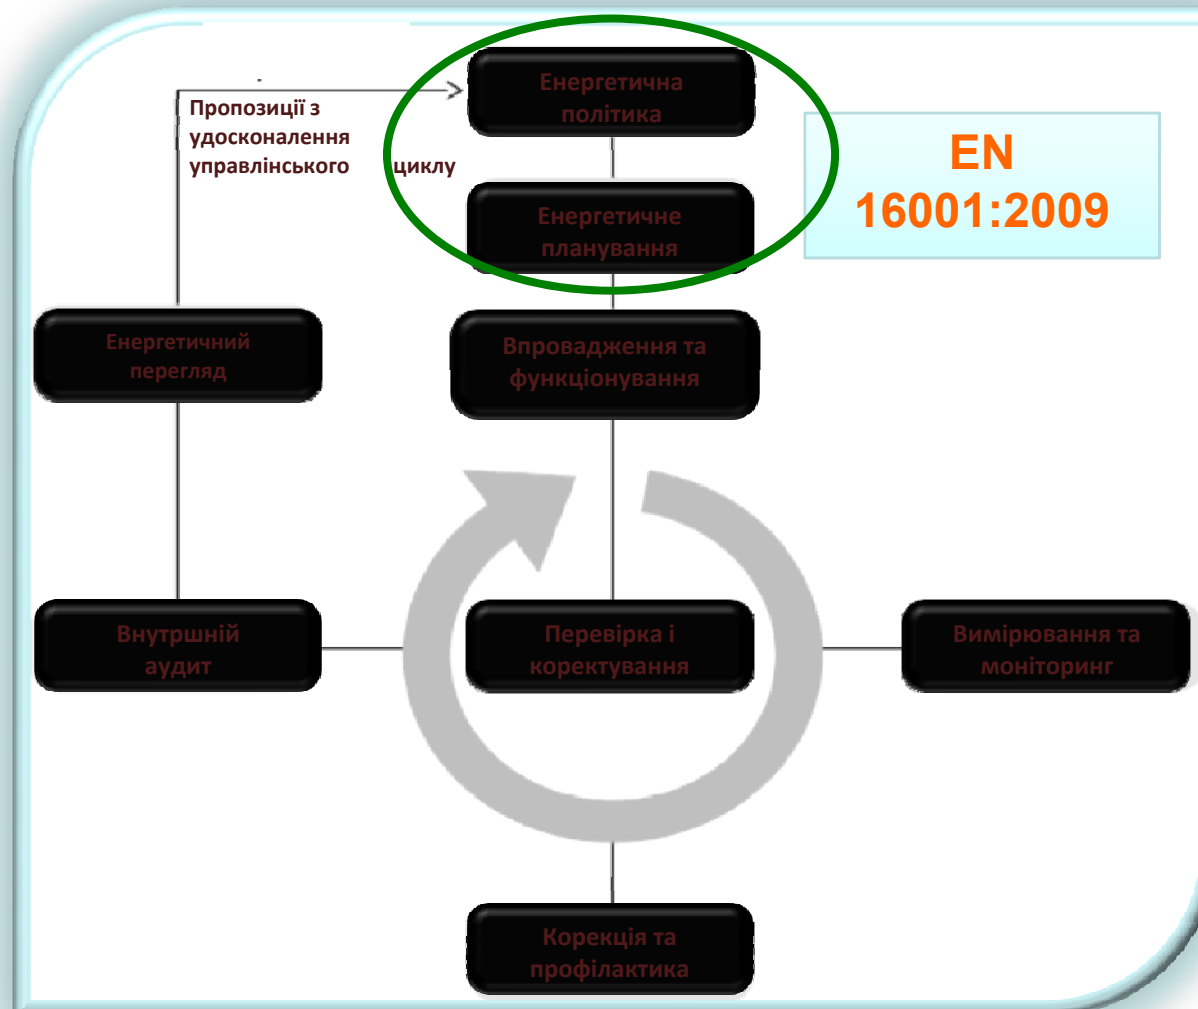 Енергетична
політика
Пропозиції з
удосконалення
управлінського циклу
EN
16001:2009
Енергетичне
планування
Енергетичний
перегляд
Впровадження та
функціонування
Внутршній
аудит
Перевірка і
коректування
Вимірювання та
моніторинг
Корекція та
профілактика